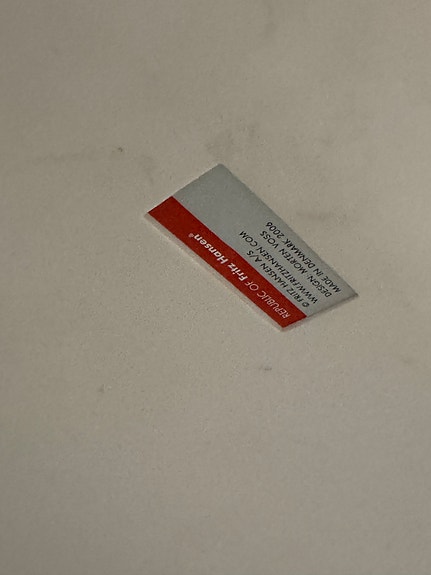 REPUBLIC OF Fritz Hansen®
© FRITZ HANSEN A/S
WWW.FRITZHANSEN.COM
DESIGN: MORTEN VOSS
MADE IN DENMARK 2006